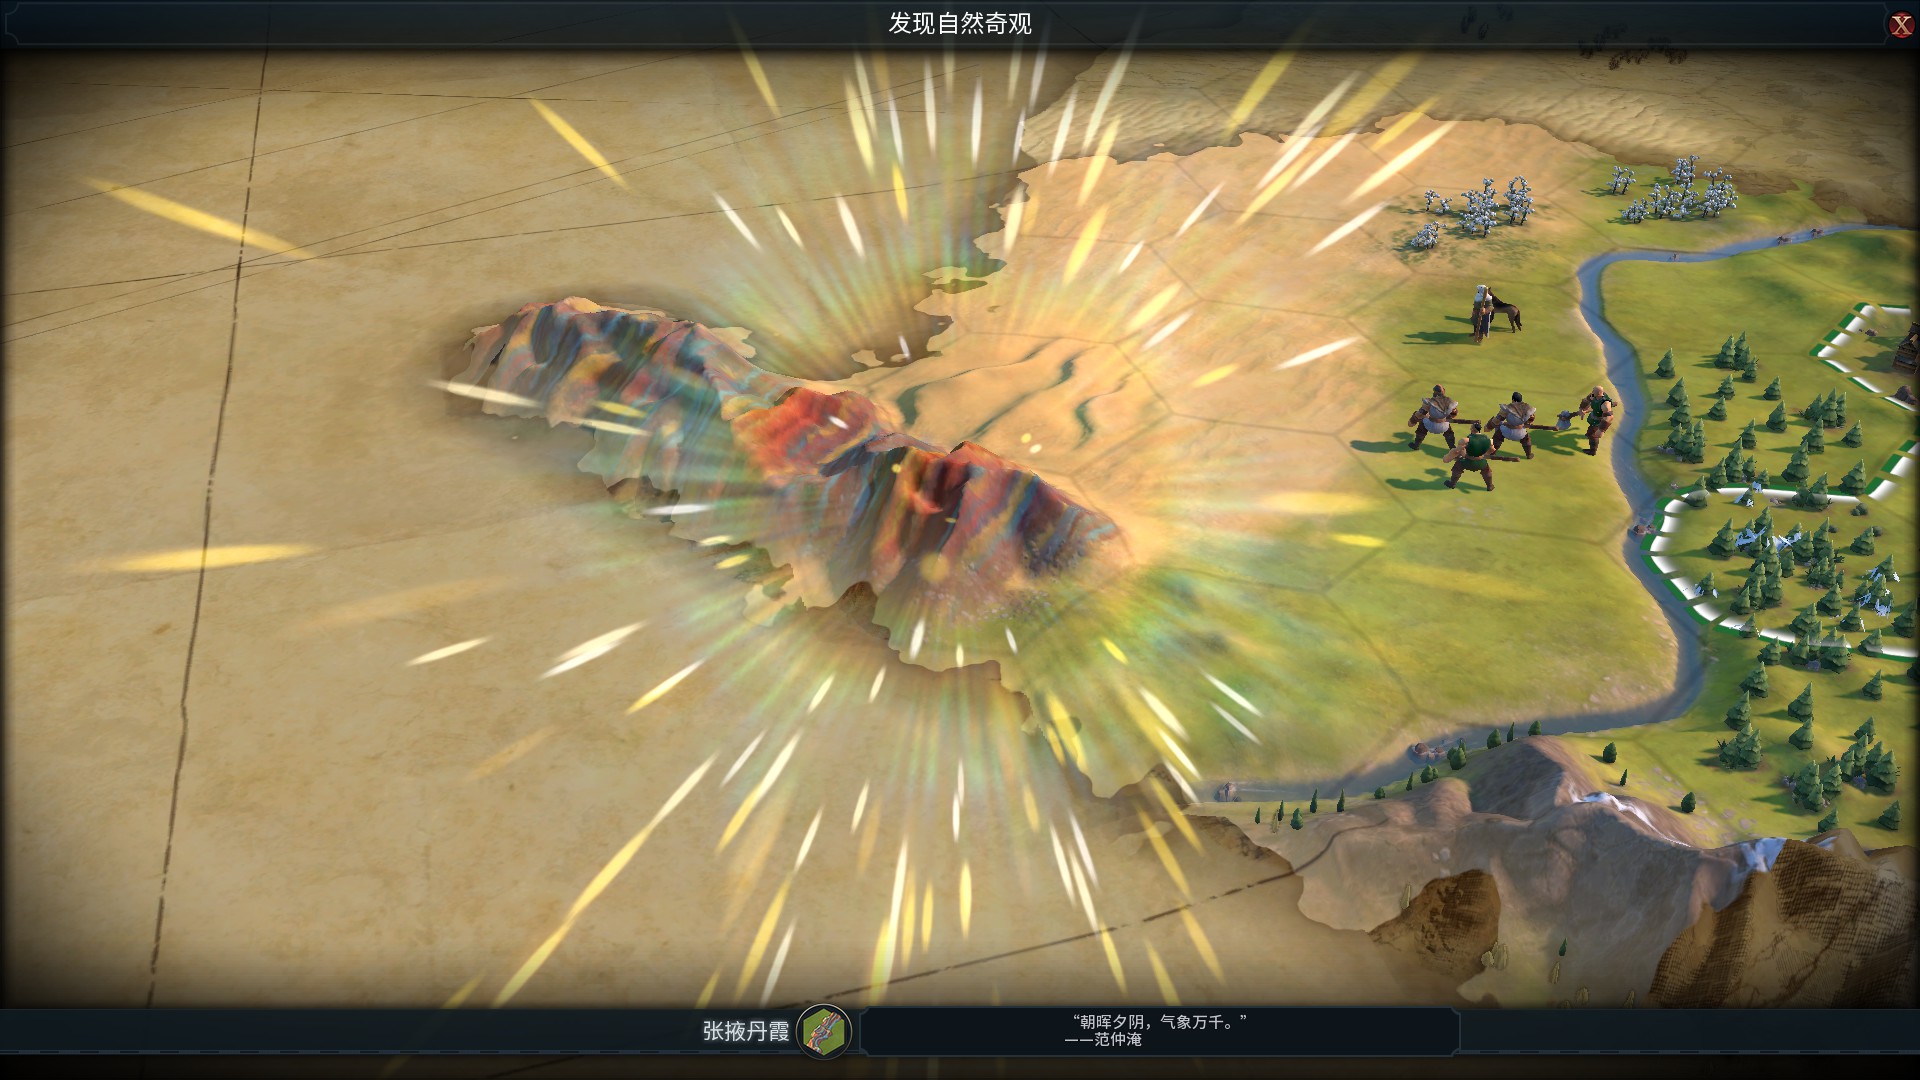 发现自然奇观
X
张掖丹霞
“朝晖夕阴，气象万千。”
——范仲淹